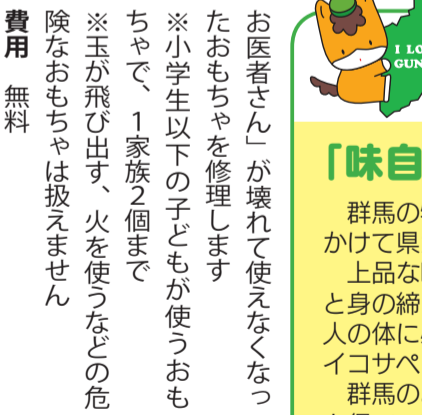 お医者さん」が壊れて使えなくなっ
たおもちゃを修理します
※小学生以下の子どもが使うおも
ちゃで、1家族2個まで
※玉が飛び出す、火を使うなどの危
険なおもちゃは扱えません
費用　無料
I LO
GUN
「味自
群馬の
かけて県
上品な
と身の締
人の体に
イコサペ
群馬の